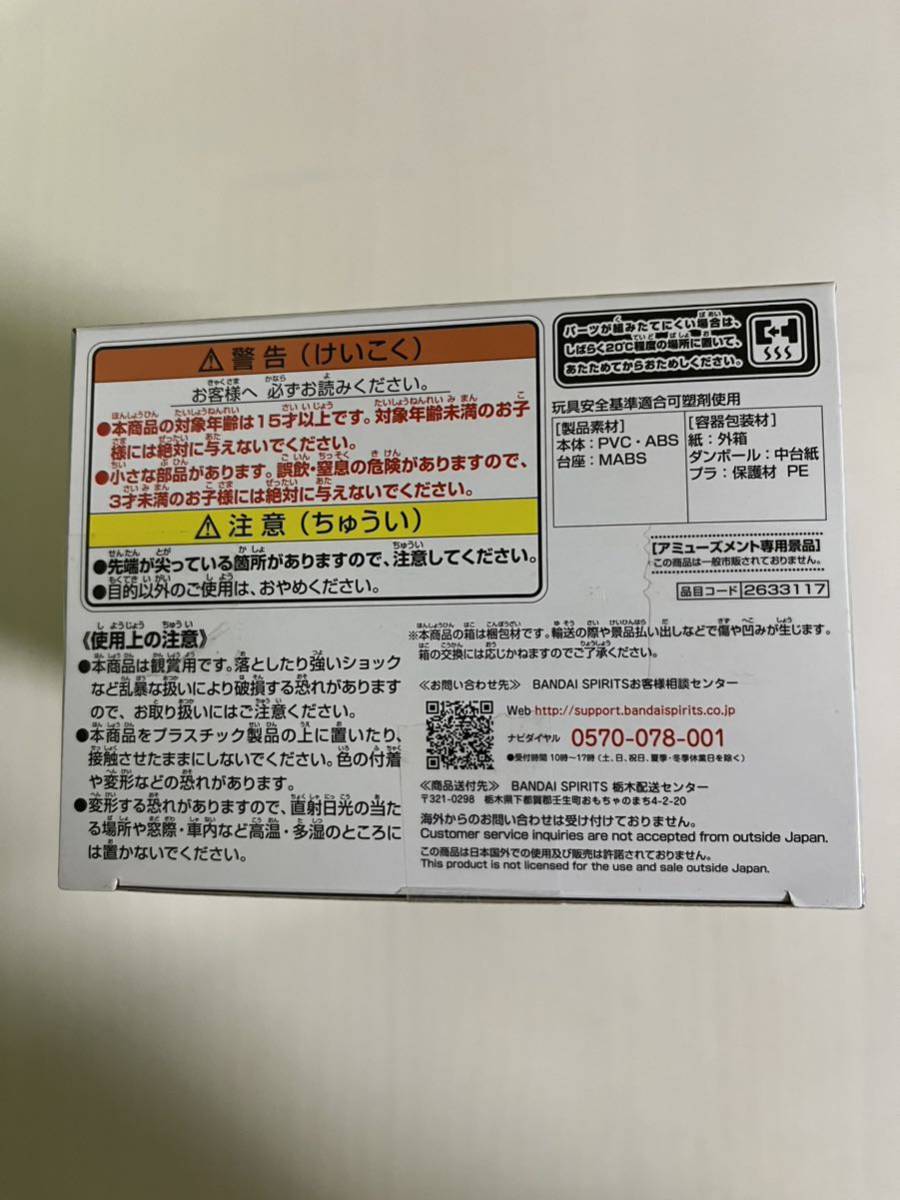 ⚠警告(けいこく)
お客様へ 必ずお読みください。
●本商品の対象年齢は15才以上です。対象年齢未満のお子
様には絶対に与えないでください。
●小さな部品があります。誤飲・窒息の危険がありますので、
3才未満のお子様には絶対に与えないでください。
⚠注意(ちゅうい)
●先端が尖っている箇所がありますので、注意してください。
●目的以外のご使用は、おやめください。
《使用上の注意》
●本商品は観賞用です。落としたり強いショック
など乱暴な扱いにより破損する恐れがあります
ので、お取り扱いにはご注意ください。
●本商品をプラスチック製品の上に置いたり、
接触させたままにしないでください。色の付着
や変形などの恐れがあります。
●変形する恐れがありますので、直射日光の当た
る場所や窓際・車内など高温・多湿のところに
は置かないでください。
パーツが組みたてにくい場合は、
しばらく20℃程度の場所に置いて、
あたためてからおためしください。
玩具安全基準適合可塑剤使用
[製品素材]
本体:PVC・ABS
台座:MABS
[容器包装材]
紙:外箱
ダンボール:中台紙
プラ:保護材 PE
[アミューズメント専用景品]
この商品は一般市販されておりません。
品目コード 2633117
※本商品の箱は梱包材です。輸送の際や景品払い出しなどで傷や凹みが生じます。
箱の交換には応じかねますのでご了承ください。
≪お問い合わせ先≫ BANDAI SPIRITSお客様相談センター
Web http://support.bandaispirits.co.jp
ナビダイヤル 0570-078-001
●受付時間 10時〜17時(土、日、祝日、夏季・冬季休業日を除く)
≪商品送付先≫ BANDAI SPIRITS 栃木配送センター
〒321-0298 栃木県下都賀郡壬生町おもちゃのまち4-2-20
海外からのお問い合わせは受け付けておりません。
Customer service inquiries are not accepted from outside Japan.
この商品は日本国外での使用及び販売は許諾されておりません。
This product is not licensed for the use and sale outside Japan.